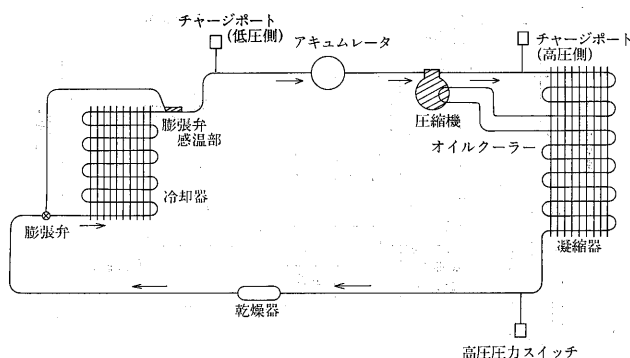 チャージポート
(低圧側)
アキュムレータ
チャージポート
(高圧側)
膨張弁
感温部
圧縮機
オイルクーラー
冷却器
膨張弁
凝縮器
乾燥器
高圧圧力スイッチ